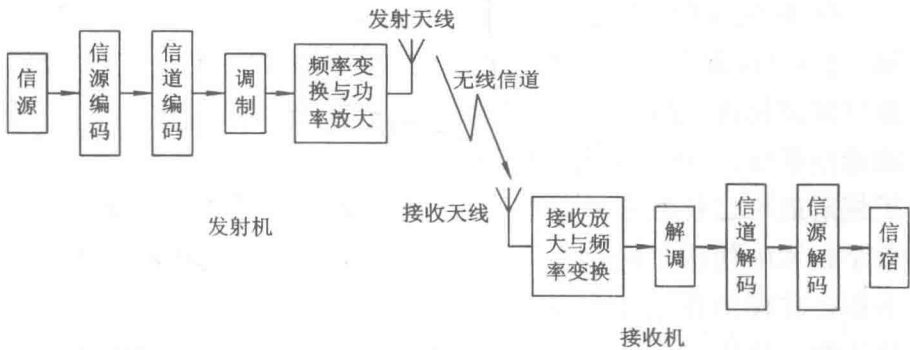 发射天线
信源
信源编码
信道编码
调制
频率变
换与功
率放大
无线信道
发射机
接收天线
接收放
大与频
率变换
解调
信道解码
信源解码
信宿
接收机